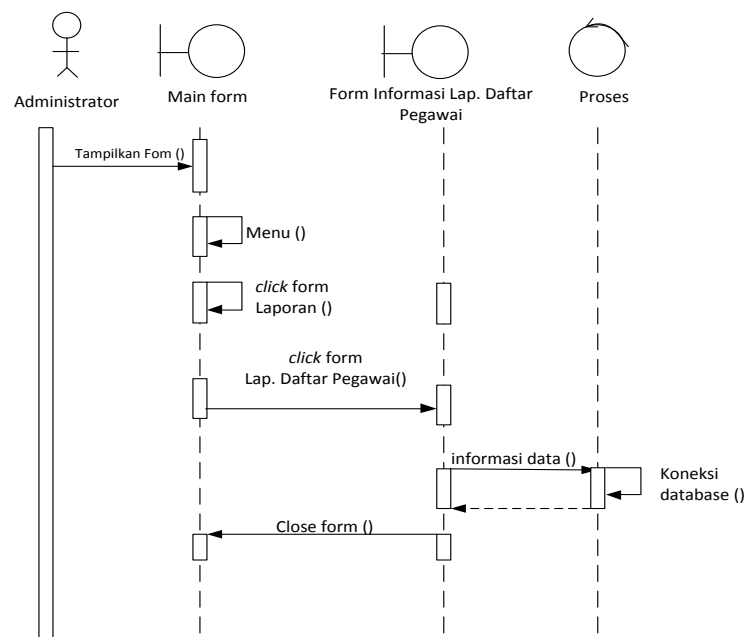 Administrator
Main form
Form Informasi Lap. Daftar
Pegawai
Proses
Tampilkan Fom ()
Menu ()
click form
Laporan ()
click form
Lap. Daftar Pegawai()
informasi data ()
Koneksi
database ()
Close form ()